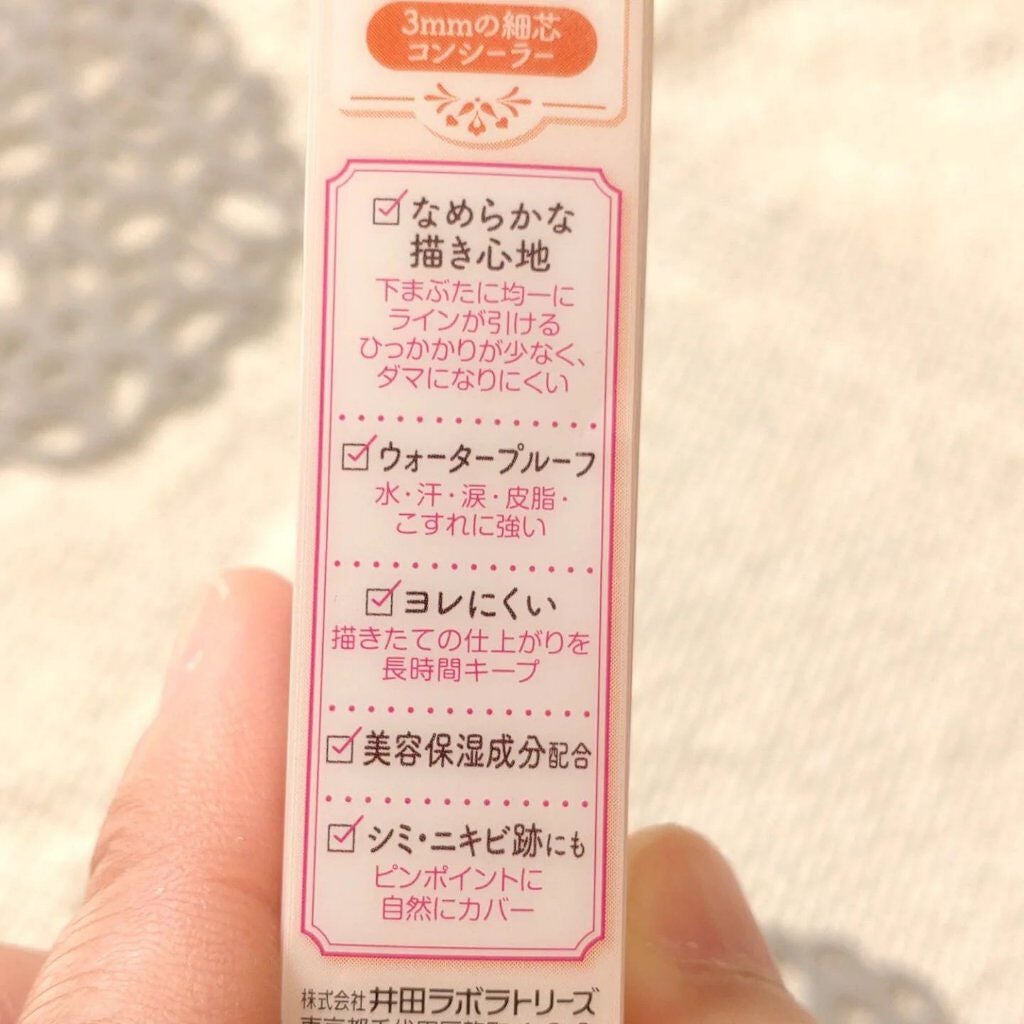 3mmの細芯
コンシーラー
なめらかな
描き心地
下まぶたに均一に
ラインが引ける
ひっかかりが少なく、
ダマになりにくい
ウォータープルーフ
水・汗・涙・皮脂・
こすれに強い
ヨレにくい
描きたての仕上がりを
長時間キープ
美容保湿成分配合
シミ・ニキビ跡にも
ピンポイントに
自然にカバー
株式会社 井田ラボラトリーズ